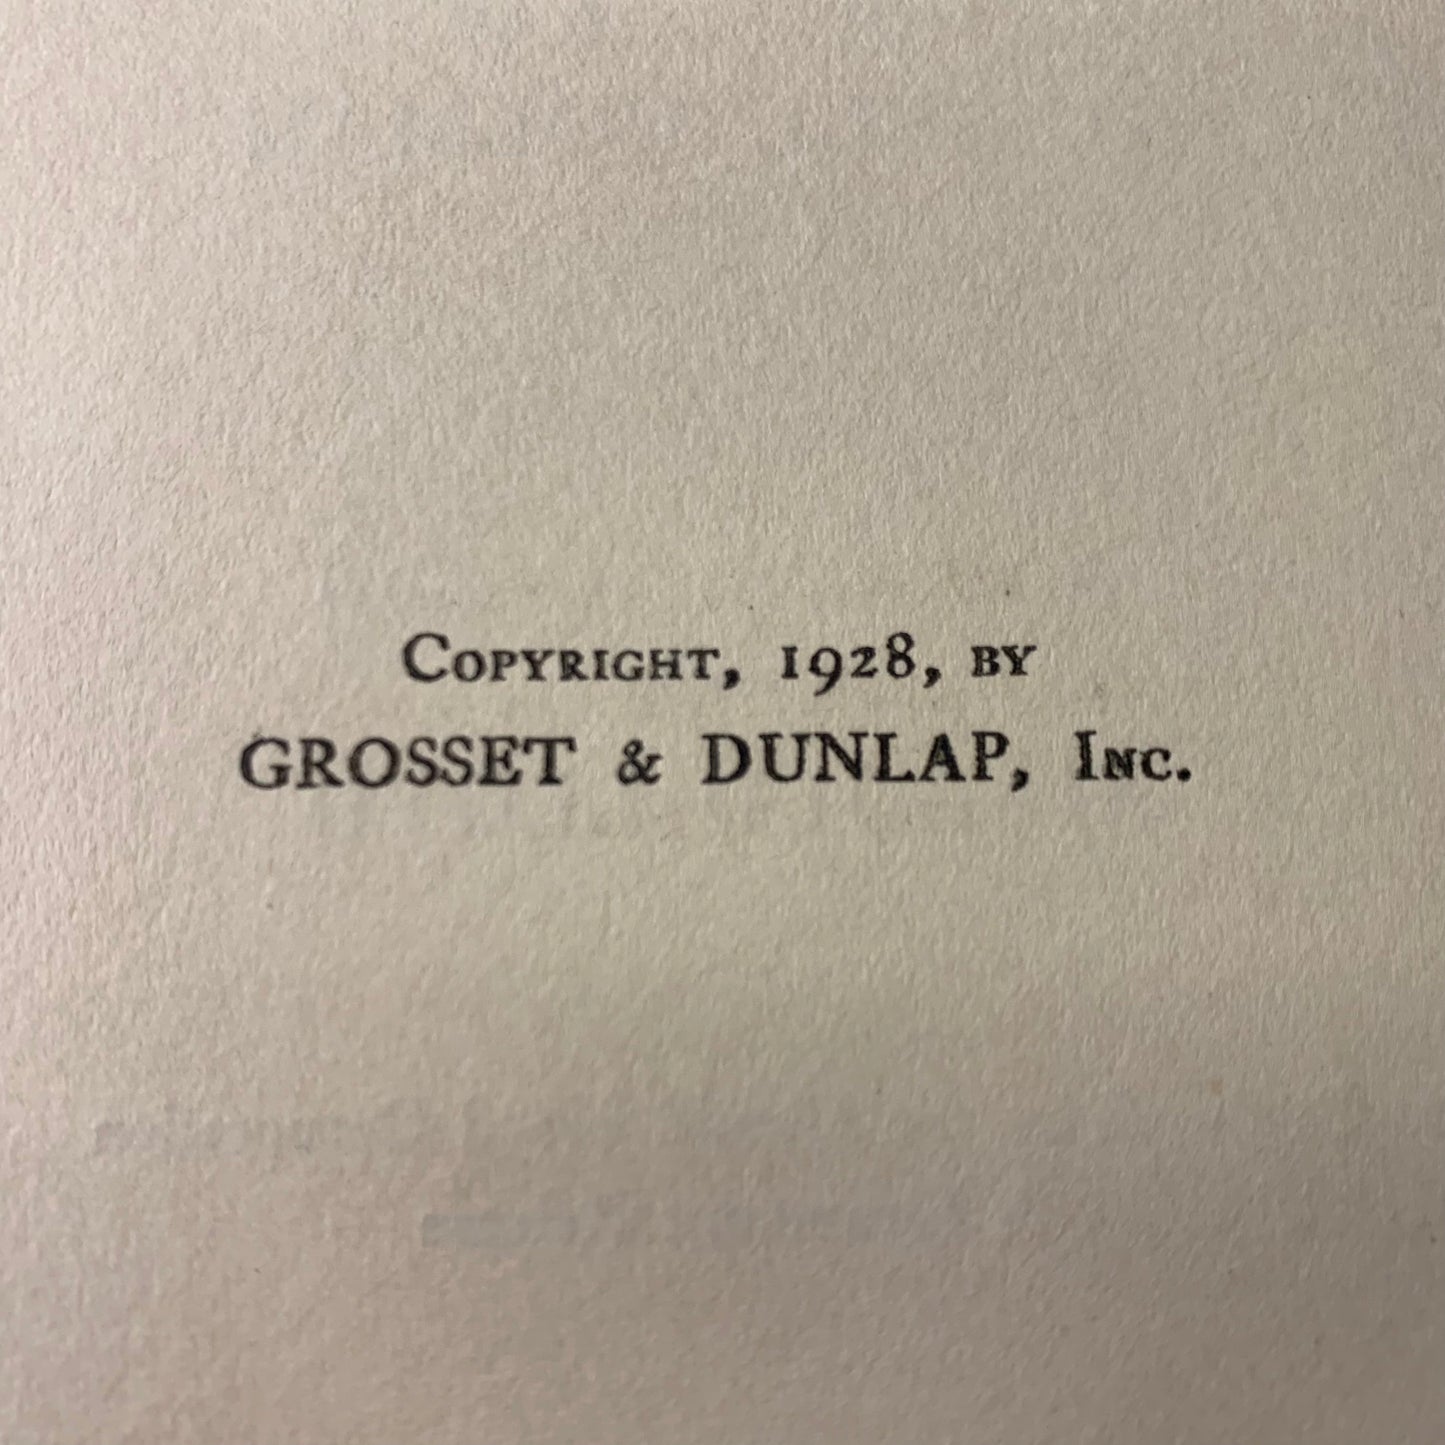 Copyright, 1928, by
GROSSET & DUNLAP, Inc.